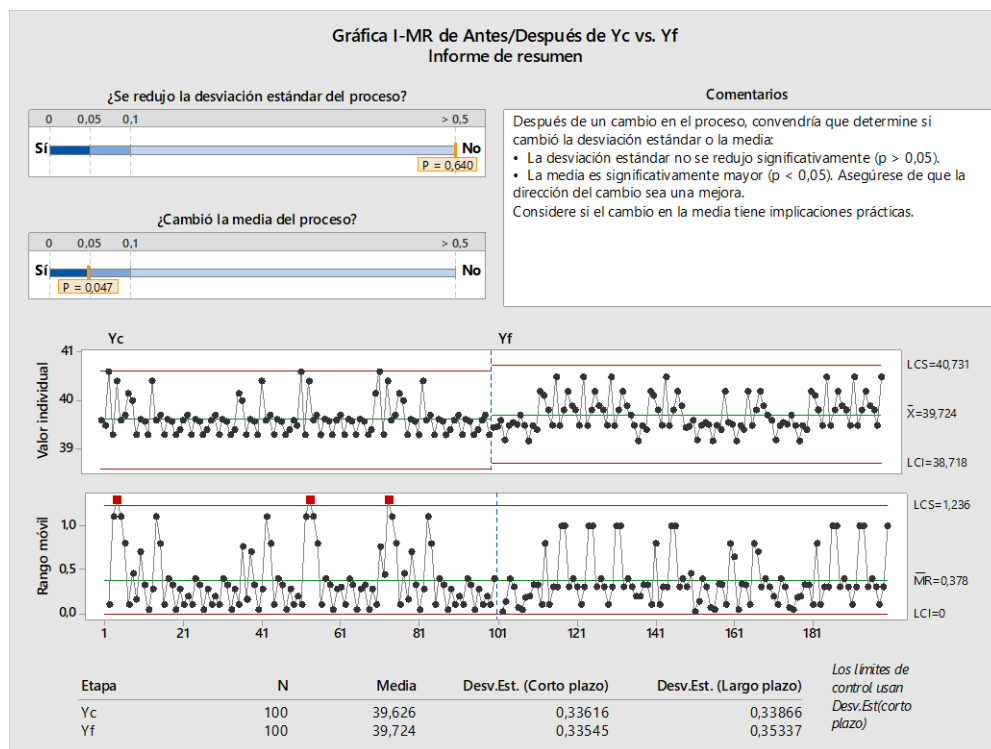 Gráfica I-MR de Antes/Después de Yc vs. Yf
Informe de resumen
¿Se redujo la desviación estándar del proceso?
0 0,05 0,1 > 0,5
Sí No
P = 0,640
¿Cambió la media del proceso?
0 0,05 0,1 > 0,5
Sí No
P = 0,047
Comentarios
Después de un cambio en el proceso, convendría que determine si
cambió la desviación estándar o la media:
• La desviación estándar no se redujo significativamente (p > 0,05).
• La media es significativamente mayor (p < 0,05). Asegúrese de que la
dirección del cambio sea una mejora.
Considere si el cambio en la media tiene implicaciones prácticas.
Yc Yf
Valor individual
41
40
39
LCS=40,731
X̄=39,724
LCI=38,718
Rango móvil
1,0
0,5
0,0
LCS=1,236
M̄R̄=0,378
LCI=0
1 21 41 61 81 101 121 141 161 181
Etapa N Media Desv.Est. (Corto plazo) Desv.Est. (Largo plazo)
Yc 100 39,626 0,33616 0,33866
Yf 100 39,724 0,33545 0,35337
Los límites de
control usan
Desv.Est(corto
plazo)